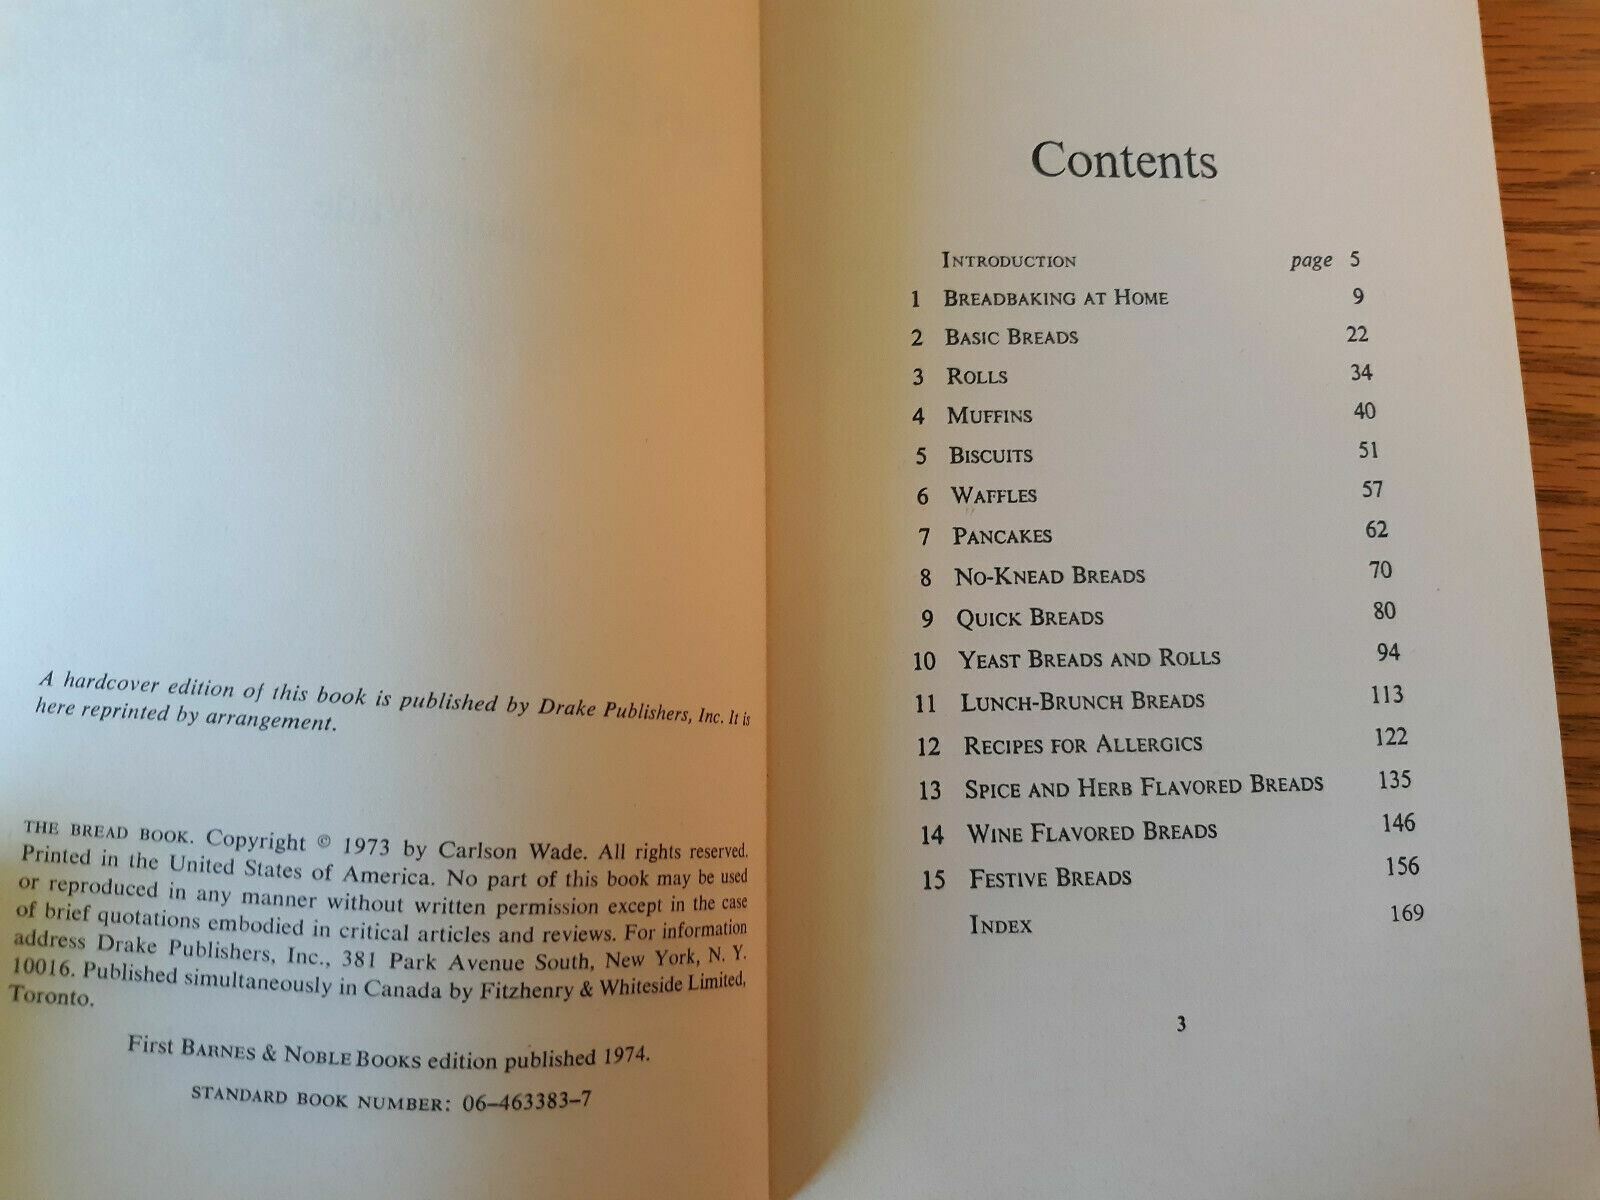 A hardcover edition of this book is published by Drake Publishers, Inc. It is
here reprinted by arrangement.
THE BREAD BOOK. Copyright © 1973 by Carlson Wade. All rights reserved.
Printed in the United States of America. No part of this book may be used
or reproduced in any manner without written permission except in the case
of brief quotations embodied in critical articles and reviews. For information
address Drake Publishers, Inc., 381 Park Avenue South, New York, N. Y.
10016. Published simultaneously in Canada by Fitzhenry & Whiteside Limited,
Toronto.
First BARNES & NOBLE BOOKS edition published 1974.
STANDARD BOOK NUMBER: 06–463383–7
Contents
INTRODUCTION page 5
1 BREADBAKING AT HOME 9
2 BASIC BREADS 22
3 ROLLS 34
4 MUFFINS 40
5 BISCUITS 51
6 WAFFLES 57
7 PANCAKES 62
8 NO-KNEAD BREADS 70
9 QUICK BREADS 80
10 YEAST BREADS AND ROLLS 94
11 LUNCH-BRUNCH BREADS 113
12 RECIPES FOR ALLERGICS 122
13 SPICE AND HERB FLAVORED BREADS 135
14 WINE FLAVORED BREADS 146
15 FESTIVE BREADS 156
INDEX 169
3